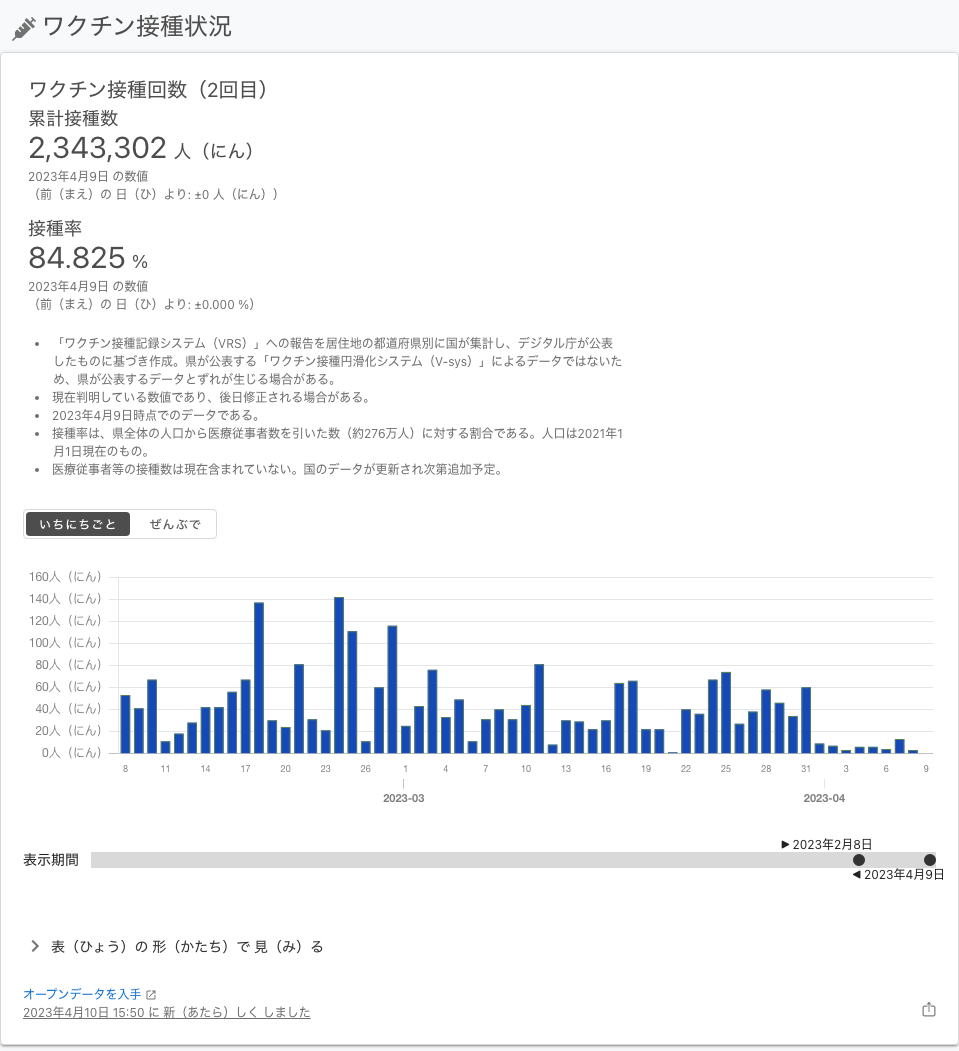 ワクチン接種状況
ワクチン接種回数（2回目）
累計接種数
2,343,302 人（にん）
2023年4月9日 の数値
（前（まえ）の 日（ひ）より: ±0 人（にん））
接種率
84.825 %
2023年4月9日 の数値
（前（まえ）の 日（ひ）より: ±0.000 %）
• 「ワクチン接種記録システム（VRS）」への報告を居住地の都道府県別に国が集計し、デジタル庁が公表
したものに基づき作成。県が公表する「ワクチン接種円滑化システム（V-sys）」によるデータではないた
め、県が公表するデータとずれが生じる場合がある。
• 現在判明している数値であり、後日修正される場合がある。
• 2023年4月9日時点でのデータである。
• 接種率は、県全体の人口から医療従事者数を引いた数（約276万人）に対する割合である。人口は2021年1
月1日現在のもの。
• 医療従事者等の接種数は現在含まれていない。国のデータが更新され次第追加予定。
いちにちごと ぜんぶで
160人（にん）
140人（にん）
120人（にん）
100人（にん）
80人（にん）
60人（にん）
40人（にん）
20人（にん）
0人（にん）
8 11 14 17 20 23 26 1 4 7 10 13 16 19 22 25 28 31 3 6 9
2023-03 2023-04
▶ 2023年2月8日
表示期間
◀ 2023年4月9日
表（ひょう）の 形（かたち）で 見（み）る
オープンデータを入手
2023年4月10日 15:50 に 新（あたら）しく しました